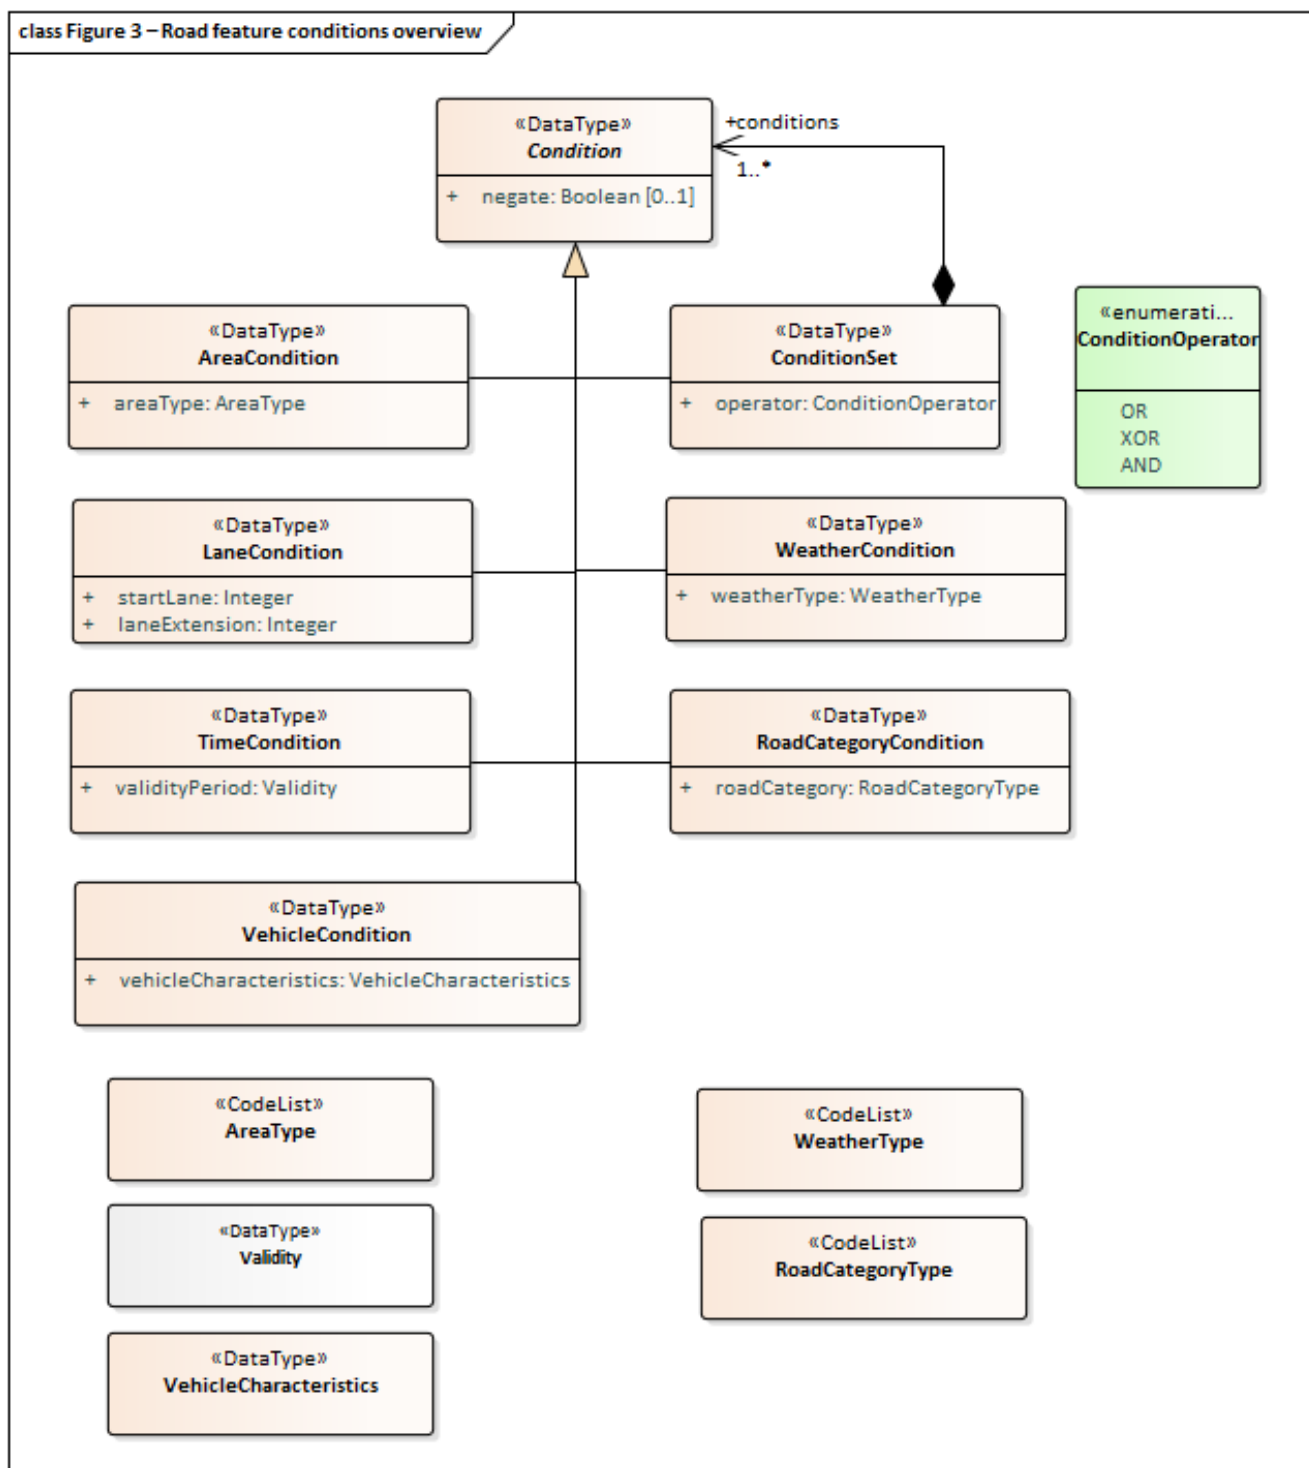 class Figure 3 – Road feature conditions overview
«DataType»
Condition
+ negate: Boolean [0..1]
+conditions
1..*
«DataType»
AreaCondition
+ areaType: AreaType
«DataType»
ConditionSet
+ operator: ConditionOperator
«enumerati...
ConditionOperator
OR
XOR
AND
«DataType»
LaneCondition
+ startLane: Integer
+ laneExtension: Integer
«DataType»
WeatherCondition
+ weatherType: WeatherType
«DataType»
TimeCondition
+ validityPeriod: Validity
«DataType»
RoadCategoryCondition
+ roadCategory: RoadCategoryType
«DataType»
VehicleCondition
+ vehicleCharacteristics: VehicleCharacteristics
«CodeList»
AreaType
«CodeList»
WeatherType
«DataType»
Validity
«CodeList»
RoadCategoryType
«DataType»
VehicleCharacteristics